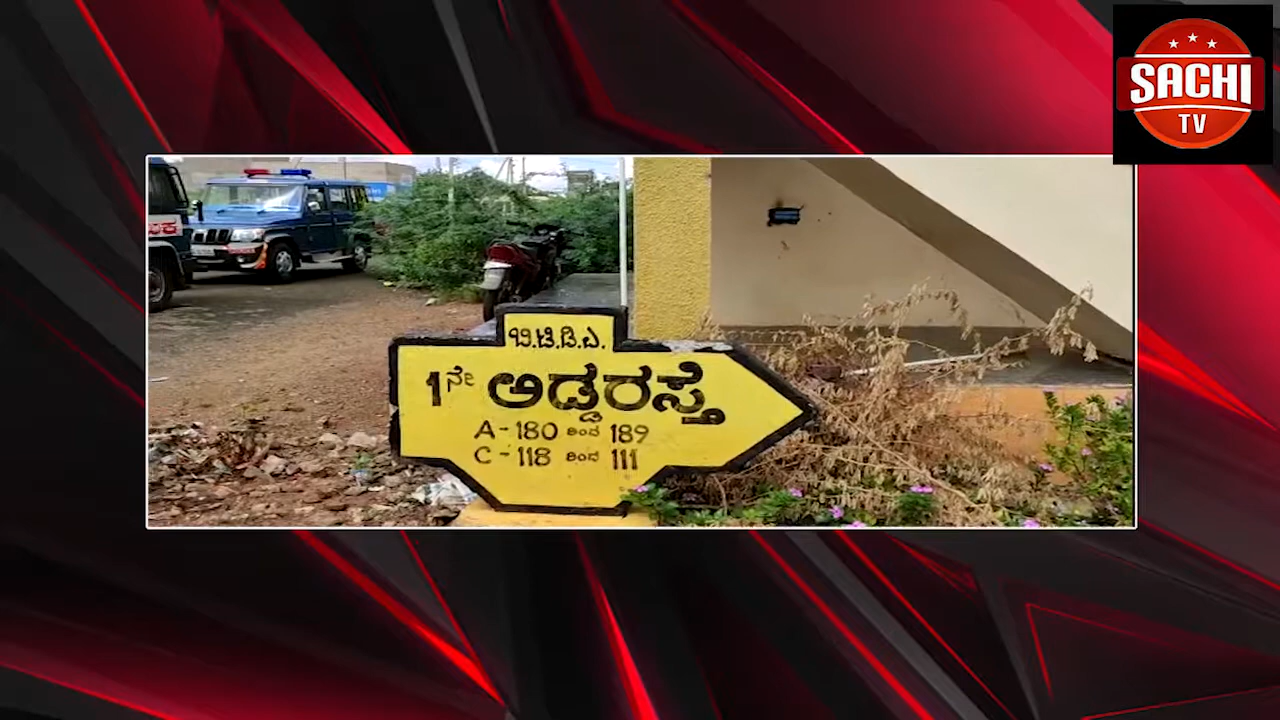 SACHI
TV
ಬಿ.ಟಿ.ಡಿ.ಎ.
1ನೇ ಅಡ್ಡರಸ್ತೆ
A-180 ರಿಂದ 189
C-118 ರಿಂದ 111